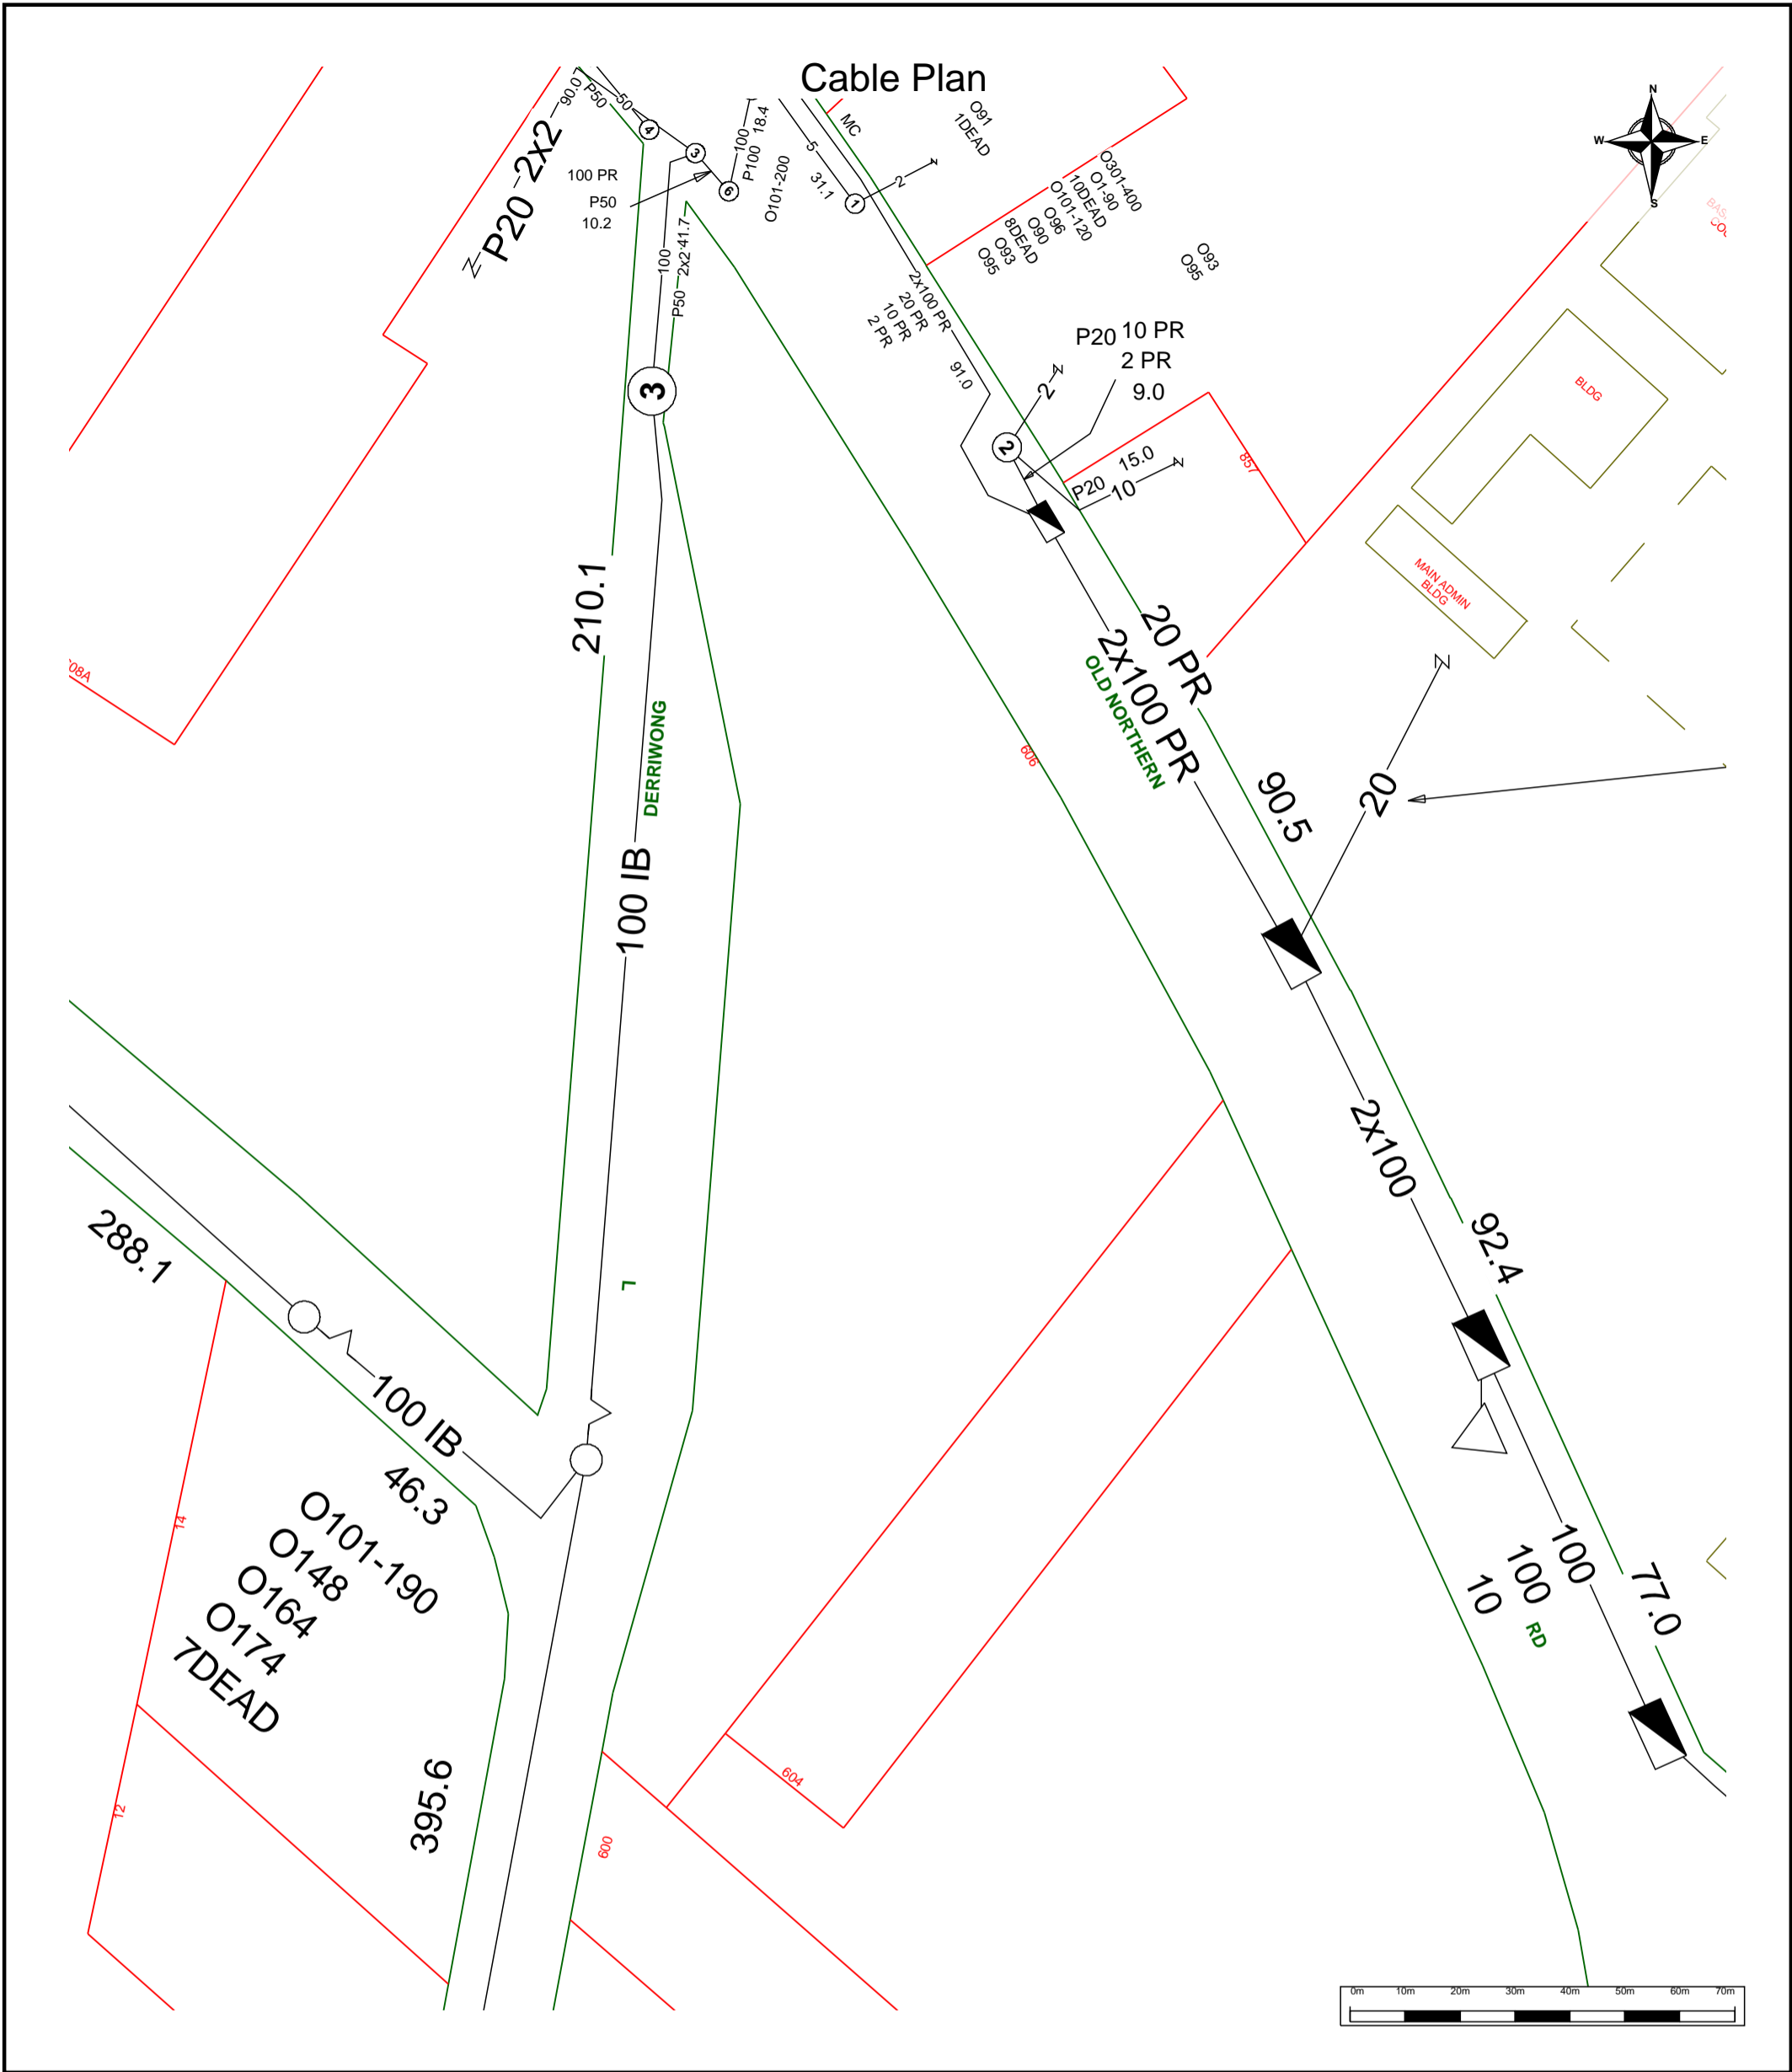 Cable Plan
N
W
E
S
90.0
P50
50
4
3
6
100
P100 18.4
O101-200
P20
2x2
100 PR
P50
10.2
100
P50 2x2 41.7
5
31.1
1
2
MC
O91
1DEAD
O301-400
O1-90
10DEAD
O101-120
O96
O90
8DEAD
O93
O95
O93
O95
2x100 PR
20 PR
10 PR
2 PR
91.0
P20
10 PR
2 PR
9.0
2
2
P20
15.0
10
857
BLDG
MAIN ADMIN
BLDG
3
210.1
20 PR
2x100 PR
OLD NORTHERN
606
DERRIWONG
100 IB
90.5
20
2x100
92.4
288.1
L
100 IB
46.3
O101-190
O148
O164
O174
7DEAD
14
12
395.6
600
604
100
100
10
77.0
RD
0m 10m 20m 30m 40m 50m 60m 70m